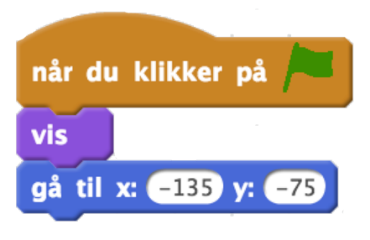 når du klikker på
vis
gå til x: -135 y: -75